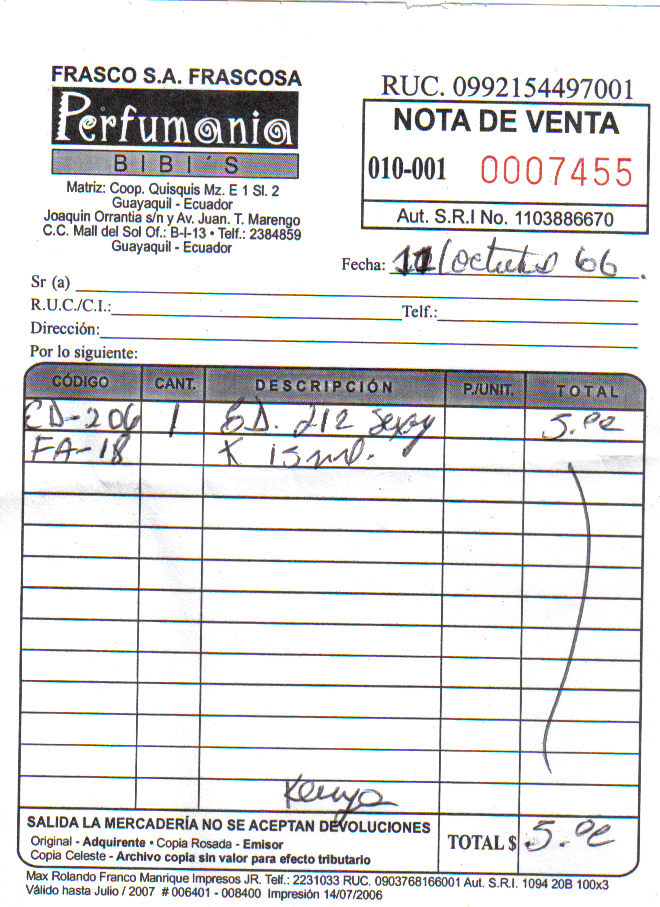 FRASCO S.A. FRASCOSA
Perfumania
BIBI´S
Matriz: Coop. Quisquis Mz. E 1 Sl. 2
Guayaquil - Ecuador
Joaquin Orrantia s/n y Av. Juan. T. Marengo
C.C. Mall del Sol Of.: B-I-13 • Telf.: 2384859
Guayaquil - Ecuador
RUC. 0992154497001
NOTA DE VENTA
010-001 0007455
Aut. S.R.I No. 1103886670
Fecha: 11/octubre 06.
Sr (a)
R.U.C./C.I.: Telf.:
Dirección:
Por lo siguiente:
CÓDIGO CANT. DESCRIPCIÓN P./UNIT. TOTAL
ED-206 1 ED. 212 sexy 5.00
FA-18 x 15 ml.
Kenya
SALIDA LA MERCADERÍA NO SE ACEPTAN DEVOLUCIONES
Original - Adquirente • Copia Rosada - Emisor
Copia Celeste - Archivo copia sin valor para efecto tributario
TOTAL $ 5.00
Max Rolando Franco Manrique Impresos JR. Telf.: 2231033 RUC. 0903768166001 Aut. S.R.I. 1094 20B 100x3
Válido hasta Julio / 2007 # 006401 - 008400 Impresión 14/07/2006